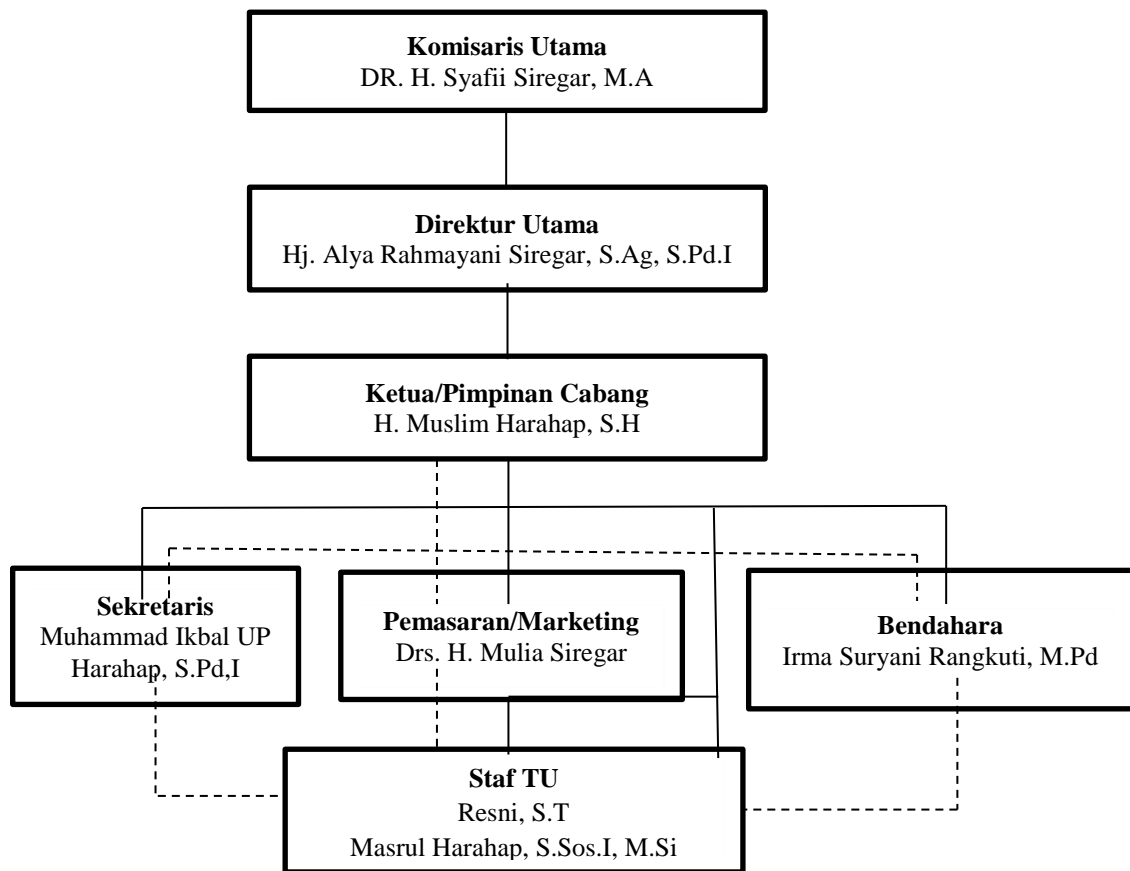 Komisaris Utama
DR. H. Syafii Siregar, M.A
Direktur Utama
Hj. Alya Rahmayani Siregar, S.Ag, S.Pd.I
Ketua/Pimpinan Cabang
H. Muslim Harahap, S.H
Sekretaris
Muhammad Ikbal UP
Harahap, S.Pd,I
Pemasaran/Marketing
Drs. H. Mulia Siregar
Bendahara
Irma Suryani Rangkuti, M.Pd
Staf TU
Resni, S.T
Masrul Harahap, S.Sos.I, M.Si